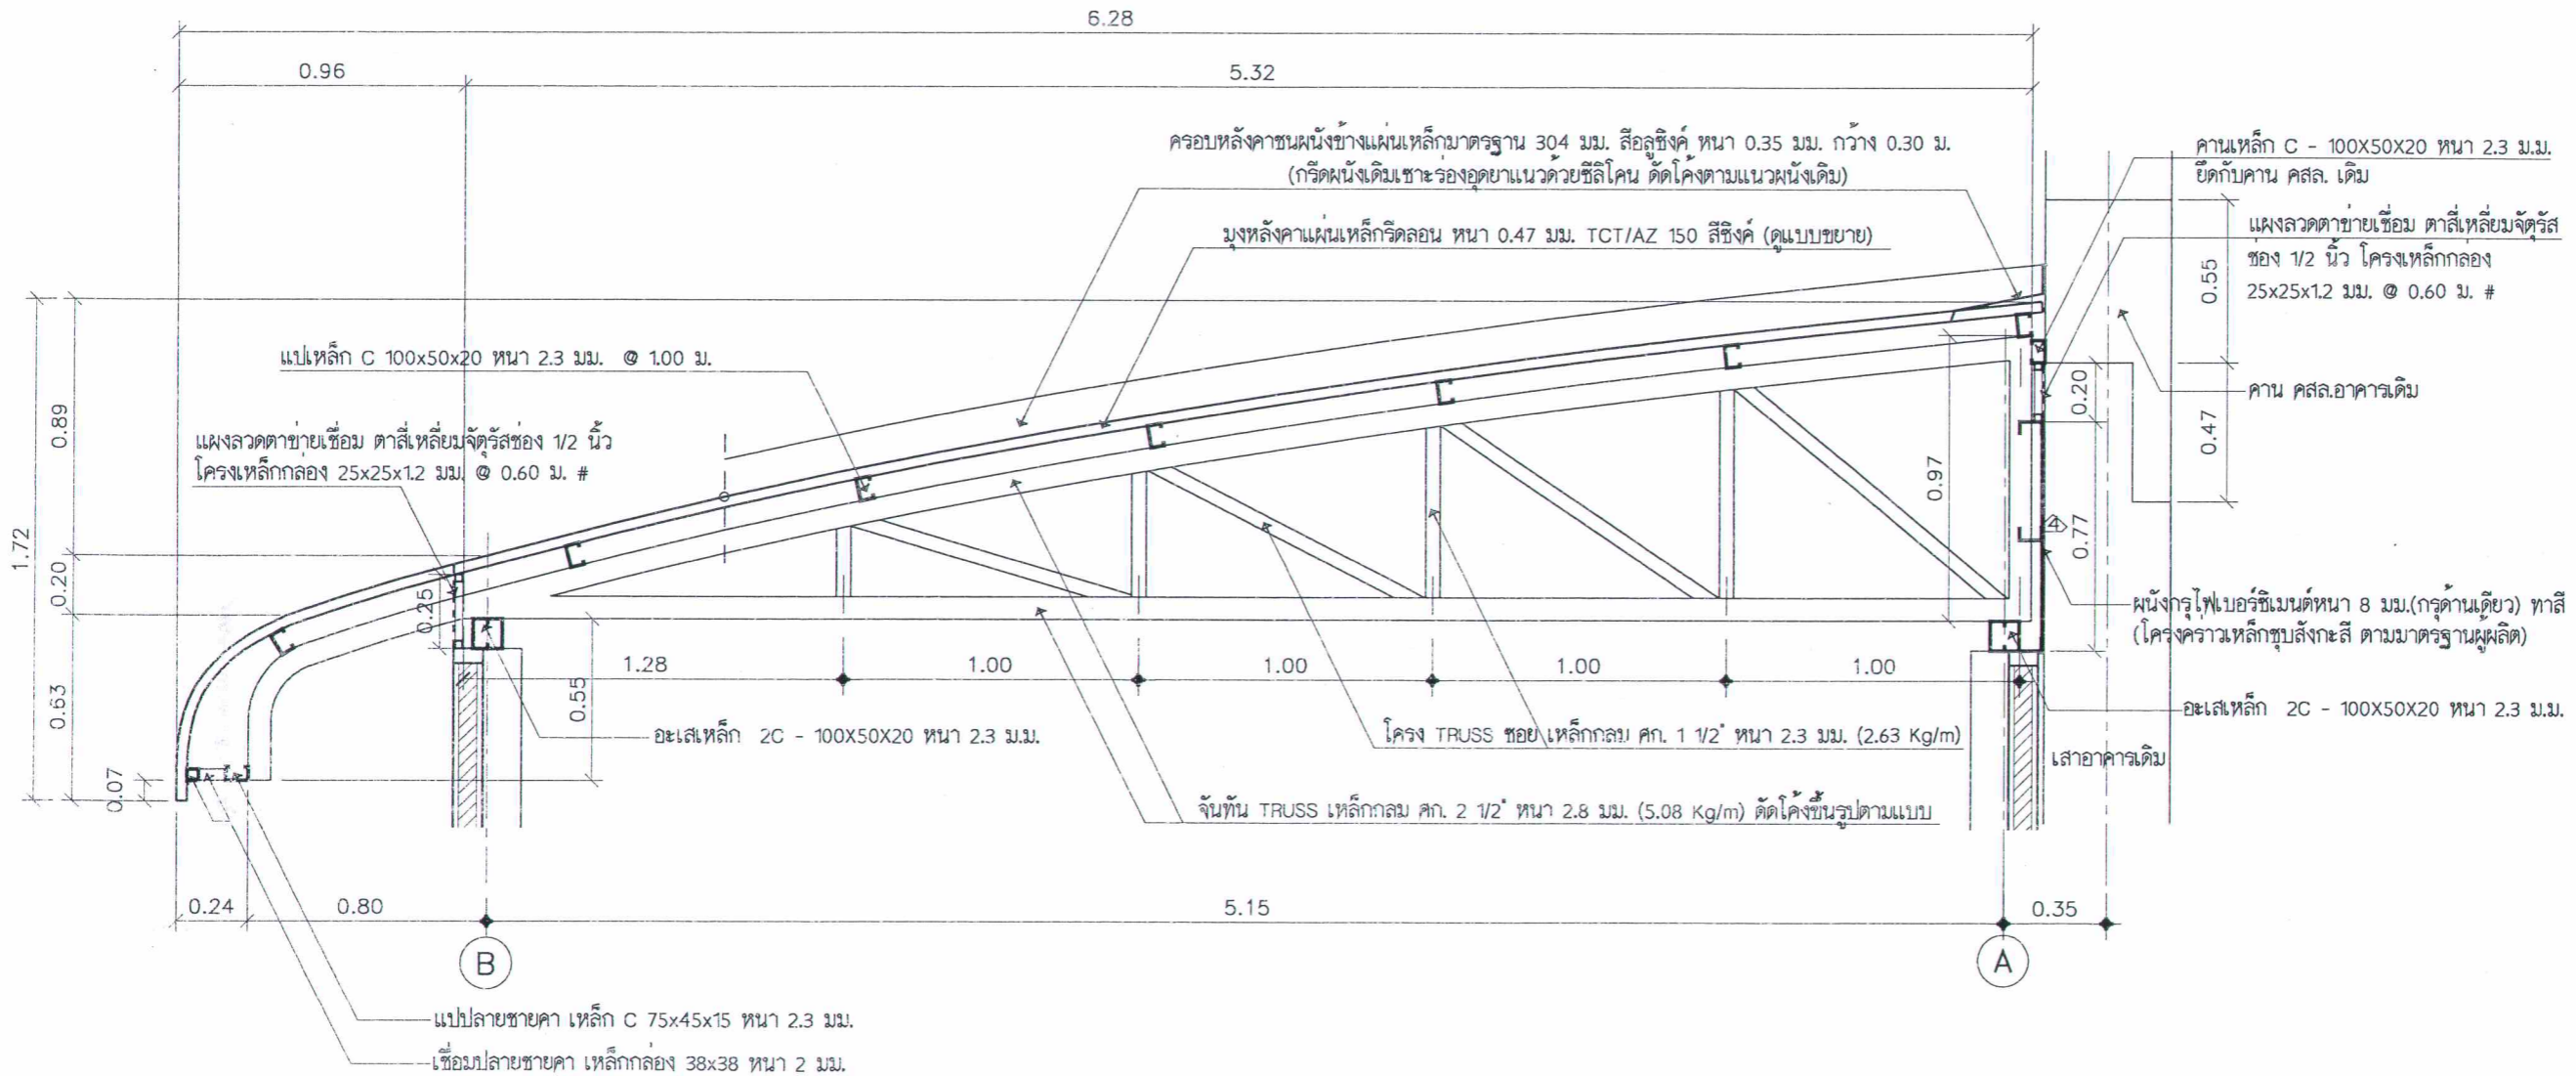 6.28
0.96
5.32
ครอบหลังคาชนผนังข้างแผ่นเหล็กมาตรฐาน 304 มม. สีอลูซิงค์ หนา 0.35 มม. กว้าง 0.30 ม.
(กรีดผนังเดิมเซาะร่องอุดยาแนวด้วยซีลิโคน ดัดโค้งตามแนวผนังเดิม)
มุงหลังคาแผ่นเหล็กรีดลอน หนา 0.47 มม. TCT/AZ 150 สีซิงค์ (ดูแบบขยาย)
คานเหล็ก C - 100X50X20 หนา 2.3 ม.ม.
ยึดกับคาน คสล. เดิม
แผงลวดตาข่ายเชื่อม ตาสี่เหลี่ยมจัตุรัส
ช่อง 1/2 นิ้ว โครงเหล็กกล่อง
25x25x1.2 มม. @ 0.60 ม. #
0.55
คาน คสล.อาคารเดิม
0.20
0.47
0.97
0.77
4
แปเหล็ก C 100x50x20 หนา 2.3 มม. @ 1.00 ม.
แผงลวดตาข่ายเชื่อม ตาสี่เหลี่ยมจัตุรัสช่อง 1/2 นิ้ว
โครงเหล็กกล่อง 25x25x1.2 มม. @ 0.60 ม. #
1.72
0.89
0.20
0.63
0.07
0.25
0.55
1.28
1.00
1.00
1.00
1.00
ผนังกรุไฟเบอร์ซิเมนต์หนา 8 มม.(กรุด้านเดียว) ทาสี
(โครงคร่าวเหล็กชุบสังกะสี ตามมาตรฐานผู้ผลิต)
อะเสเหล็ก 2C - 100X50X20 หนา 2.3 ม.ม.
โครง TRUSS ซอย เหล็กกลม ศก. 1 1/2" หนา 2.3 มม. (2.63 Kg/m)
อะเสเหล็ก 2C - 100X50X20 หนา 2.3 ม.ม.
เสาอาคารเดิม
จันทัน TRUSS เหล็กกลม ศก. 2 1/2" หนา 2.8 มม. (5.08 Kg/m) ดัดโค้งขึ้นรูปตามแบบ
0.24
0.80
5.15
0.35
B
A
แปปลายชายคา เหล็ก C 75x45x15 หนา 2.3 มม.
เชื่อมปลายชายคา เหล็กกล่อง 38x38 หนา 2 มม.